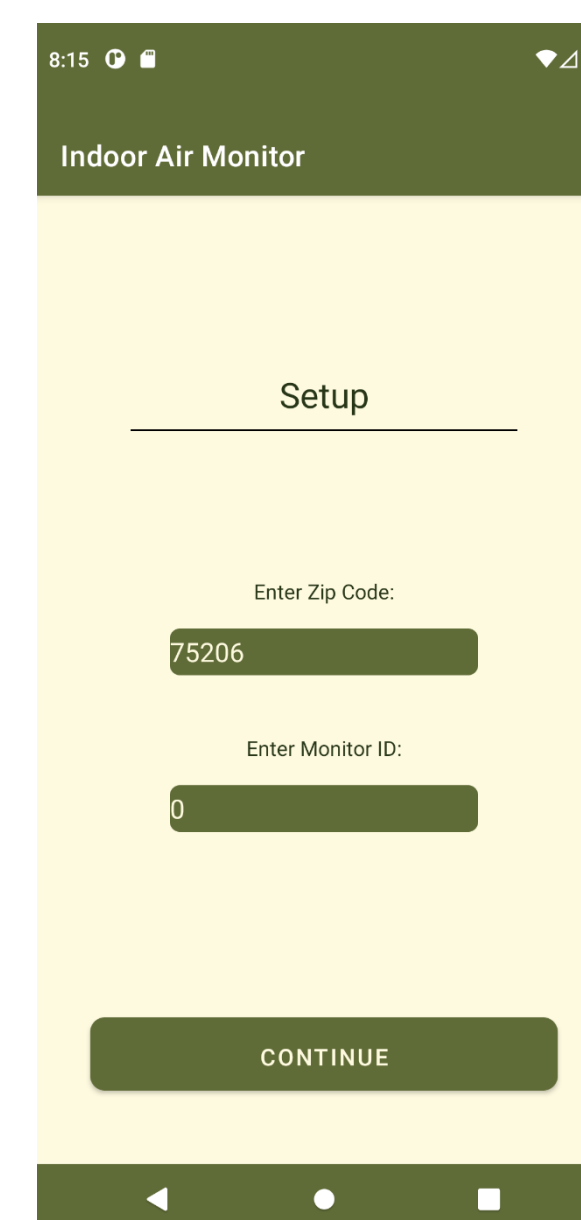 8:15
Indoor Air Monitor
Setup
Enter Zip Code:
75206
Enter Monitor ID:
0
CONTINUE